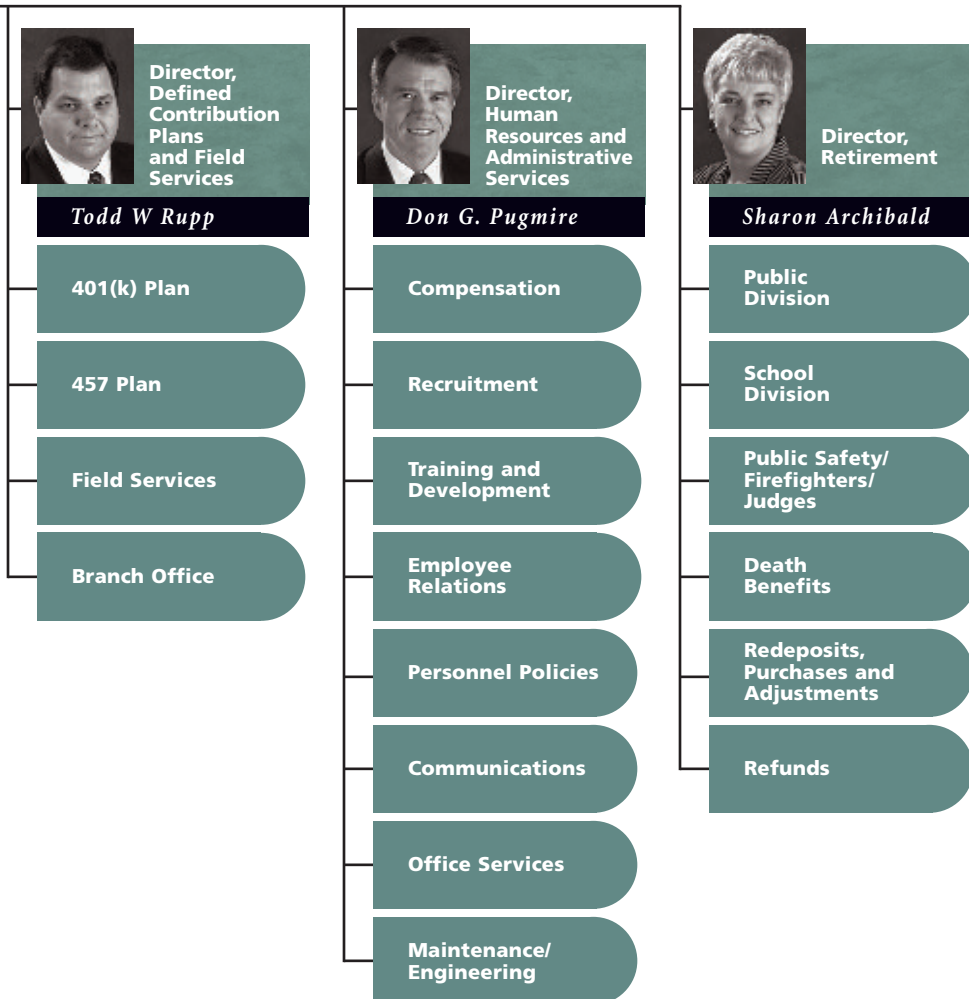 Director,
Defined
Contribution
Plans
and Field
Services
Todd W Rupp
401(k) Plan
457 Plan
Field Services
Branch Office
Director,
Human
Resources and
Administrative
Services
Don G. Pugmire
Compensation
Recruitment
Training and
Development
Employee
Relations
Personnel Policies
Communications
Office Services
Maintenance/
Engineering
Director,
Retirement
Sharon Archibald
Public
Division
School
Division
Public Safety/
Firefighters/
Judges
Death
Benefits
Redeposits,
Purchases and
Adjustments
Refunds